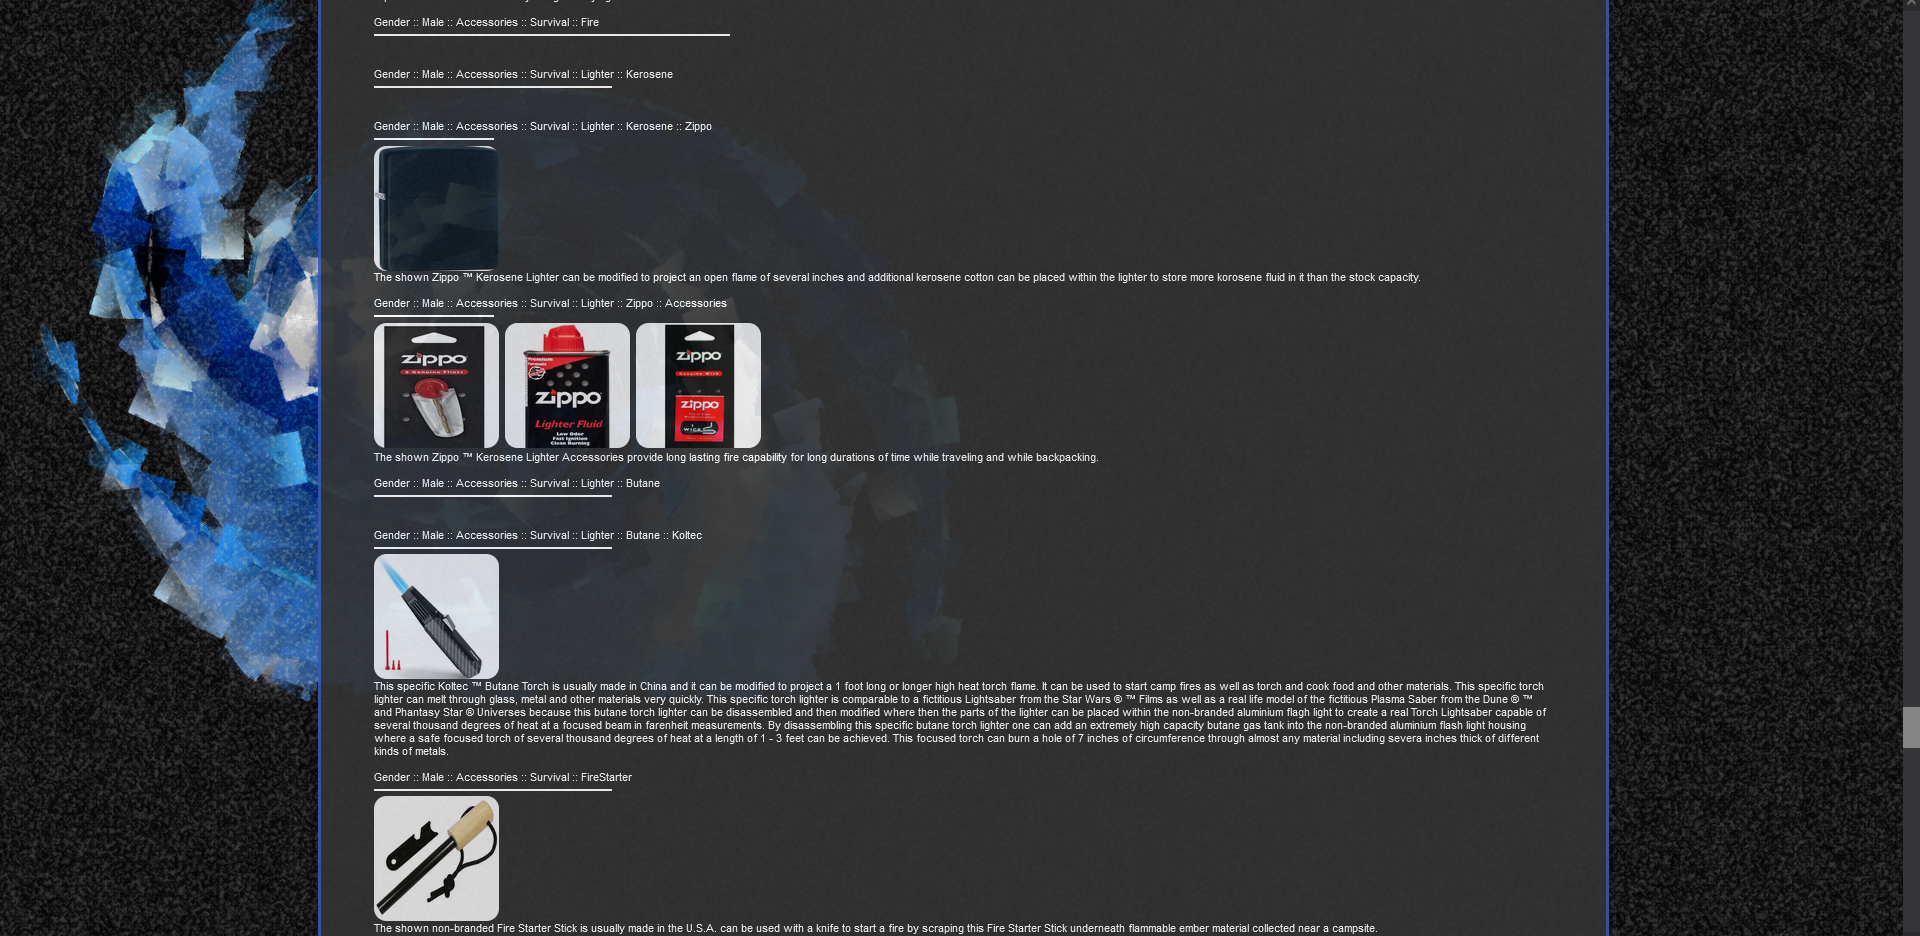 Gender :: Male :: Accessories :: Survival :: Fire
Gender :: Male :: Accessories :: Survival :: Lighter :: Kerosene
Gender :: Male :: Accessories :: Survival :: Lighter :: Kerosene :: Zippo
The shown Zippo ™ Kerosene Lighter can be modified to project an open flame of several inches and additional kerosene cotton can be placed within the lighter to store more korosene fluid in it than the stock capacity.
Gender :: Male :: Accessories :: Survival :: Lighter :: Zippo :: Accessories
zippo
6 Genuine Flints
Premium
zippo
Lighter Fluid
Low Odor
Fast Ignition
Clean Burning
zippo
Genuine Wick
zippo
WICK
The shown Zippo ™ Kerosene Lighter Accessories provide long lasting fire capability for long durations of time while traveling and while backpacking.
Gender :: Male :: Accessories :: Survival :: Lighter :: Butane
Gender :: Male :: Accessories :: Survival :: Lighter :: Butane :: Koltec
This specific Koltec ™ Butane Torch is usually made in China and it can be modified to project a 1 foot long or longer high heat torch flame. It can be used to start camp fires as well as torch and cook food and other materials. This specific torch
lighter can melt through glass, metal and other materials very quickly. This specific torch lighter is comparable to a fictitious Lightsaber from the Star Wars ® ™ Films as well as a real life model of the fictitious Plasma Saber from the Dune ® ™
and Phantasy Star ® Universes because this butane torch lighter can be disassembled and then modified where then the parts of the lighter can be placed within the non-branded aluminium flagh light to create a real Torch Lightsaber capable of
several thousand degrees of heat at a focused beam in farenheit measurements. By disassembling this specific butane torch lighter one can add an extremely high capacity butane gas tank into the non-branded aluminium flash light housing
where a safe focused torch of several thousand degrees of heat at a length of 1 - 3 feet can be achieved. This focused torch can burn a hole of 7 inches of circumference through almost any material including severa inches thick of different
kinds of metals.
Gender :: Male :: Accessories :: Survival :: FireStarter
The shown non-branded Fire Starter Stick is usually made in the U.S.A. can be used with a knife to start a fire by scraping this Fire Starter Stick underneath flammable ember material collected near a campsite.